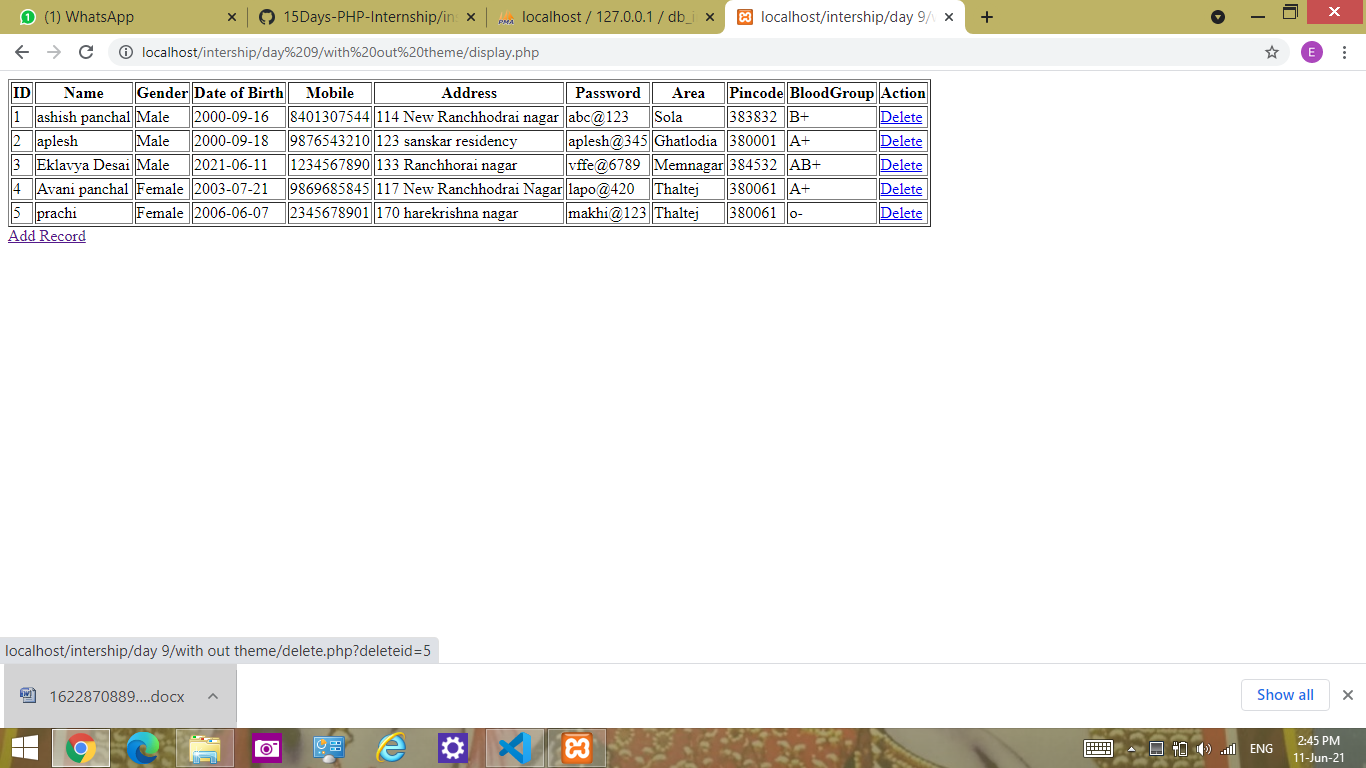 (1) WhatsApp
15Days-PHP-Internship/in
localhost / 127.0.0.1 / db_i
localhost/intership/day 9/
localhost/intership/day%209/with%20out%20theme/display.php
E
ID Name Gender Date of Birth Mobile Address Password Area Pincode BloodGroup Action
1 ashish panchal Male 2000-09-16 8401307544 114 New Ranchhodrai nagar abc@123 Sola 383832 B+ Delete
2 aplesh Male 2000-09-18 9876543210 123 sanskar residency aplesh@345 Ghatlodia 380001 A+ Delete
3 Eklavya Desai Male 2021-06-11 1234567890 133 Ranchhorai nagar vffe@6789 Memnagar 384532 AB+ Delete
4 Avani panchal Female 2003-07-21 9869685845 117 New Ranchhodrai Nagar lapo@420 Thaltej 380061 A+ Delete
5 prachi Female 2006-06-07 2345678901 170 harekrishna nagar makhi@123 Thaltej 380061 o- Delete
Add Record
localhost/intership/day 9/with out theme/delete.php?deleteid=5
1622870889....docx
Show all
ENG
2:45 PM
11-Jun-21